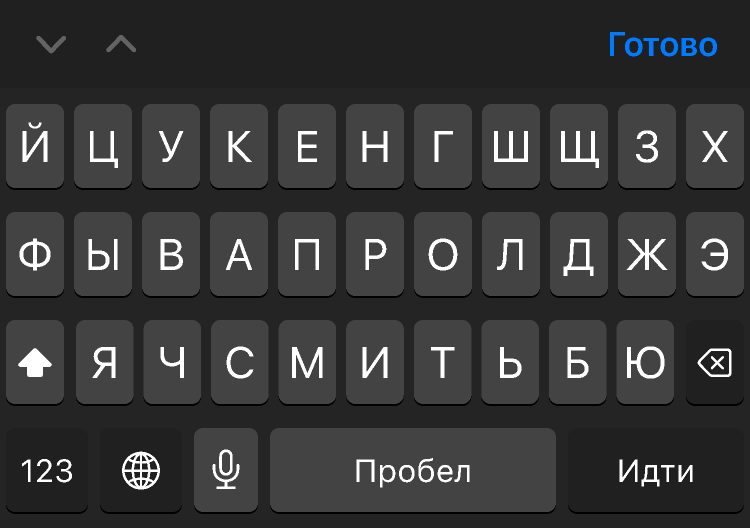 Готово
Й Ц У К Е Н Г Ш Щ З Х
Ф Ы В А П Р О Л Д Ж Э
Я Ч С М И Т Ь Б Ю
123 Пробел Идти